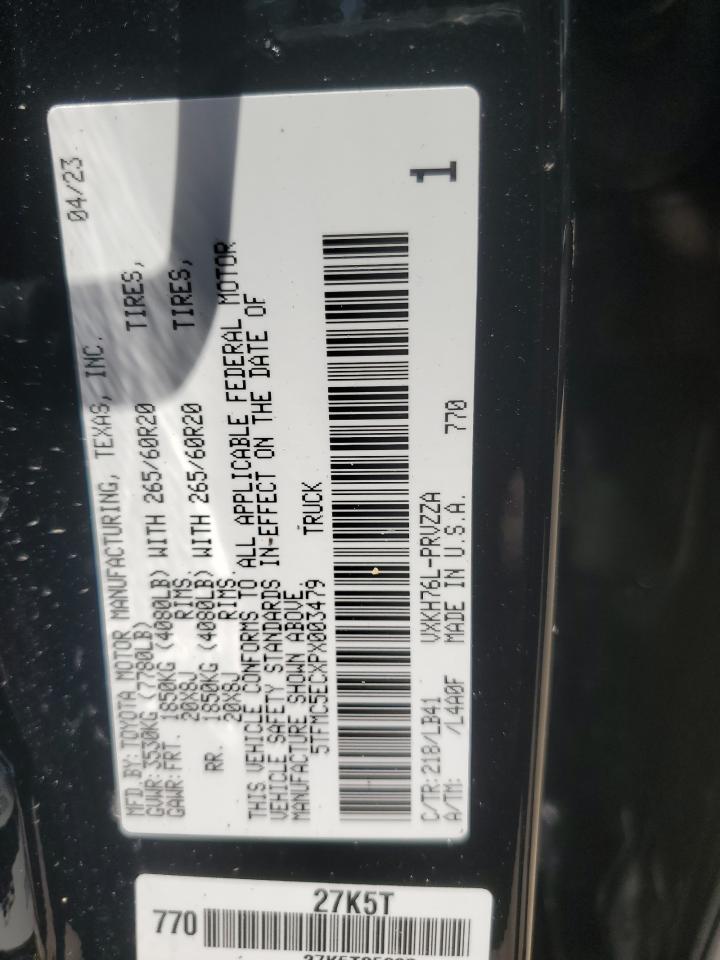 MFD.BY:TOYOTA MOTOR MANUFACTURING, TEXAS, INC. 04/23
GVWR:3530KG (7780LB)
GAWR:FRT. 1850KG (4080LB) WITH 265/60R20 TIRES,
20X8J RIMS.
RR. 1850KG (4080LB) WITH 265/60R20 TIRES,
20X8J RIMS.
THIS VEHICLE CONFORMS TO ALL APPLICABLE FEDERAL MOTOR
VEHICLE SAFETY STANDARDS IN-EFFECT ON THE DATE OF
MANUFACTURE SHOWN ABOVE.
5TFMC5ECXPX003479 TRUCK
C/TR:218/LB41 VXKH76L-PRVZZA 770
A/TM: /L4A0F MADE IN U.S.A.
1
27K5T
770